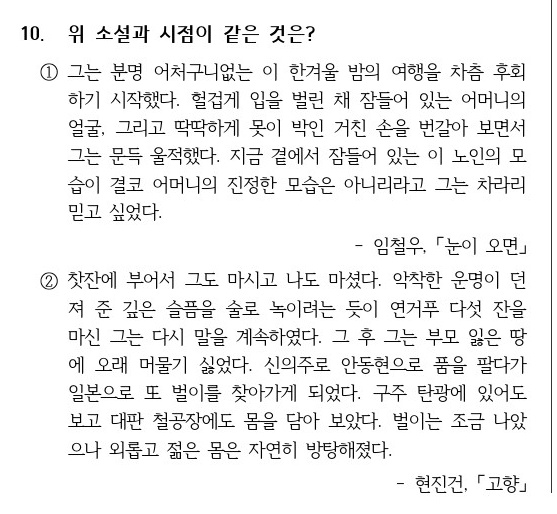 10. 위 소설과 시점이 같은 것은?
① 그는 분명 어처구니없는 이 한겨울 밤의 여행을 차츰 후회
하기 시작했다. 헐겁게 입을 벌린 채 잠들어 있는 어머니의
얼굴, 그리고 딱딱하게 못이 박인 거친 손을 번갈아 보면서
그는 문득 울적했다. 지금 곁에서 잠들어 있는 이 노인의 모
습이 결코 어머니의 진정한 모습은 아니리라고 그는 차라리
믿고 싶었다.
- 임철우, 「눈이 오면」
② 찻잔에 부어서 그도 마시고 나도 마셨다. 악착한 운명이 던
져 준 깊은 슬픔을 술로 녹이려는 듯이 연거푸 다섯 잔을
마신 그는 다시 말을 계속하였다. 그 후 그는 부모 잃은 땅
에 오래 머물기 싫었다. 신의주로 안동현으로 품을 팔다가
일본으로 또 벌이를 찾아가게 되었다. 구주 탄광에 있어도
보고 대판 철공장에도 몸을 담아 보았다. 벌이는 조금 나았
으나 외롭고 젊은 몸은 자연히 방탕해졌다.
- 현진건, 「고향」